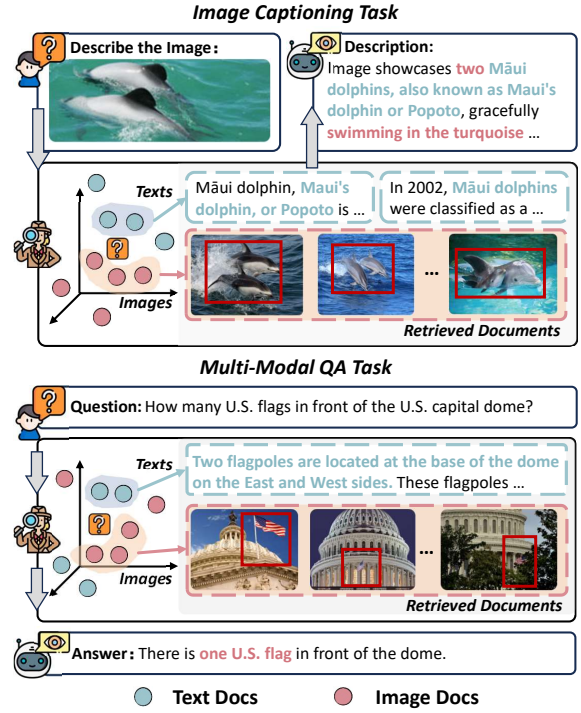 Image Captioning Task
Describe the Image:
Description:
Image showcases two Māui
dolphins, also known as Maui's
dolphin or Popoto, gracefully
swimming in the turquoise ...
Texts
Images
Māui dolphin, Maui's
dolphin, or Popoto is ...
In 2002, Māui dolphins
were classified as a ...
...
Retrieved Documents
Multi-Modal QA Task
Question: How many U.S. flags in front of the U.S. capital dome?
Texts
Images
Two flagpoles are located at the base of the dome
on the East and West sides. These flagpoles ...
...
Retrieved Documents
Answer: There is one U.S. flag in front of the dome.
Text Docs
Image Docs